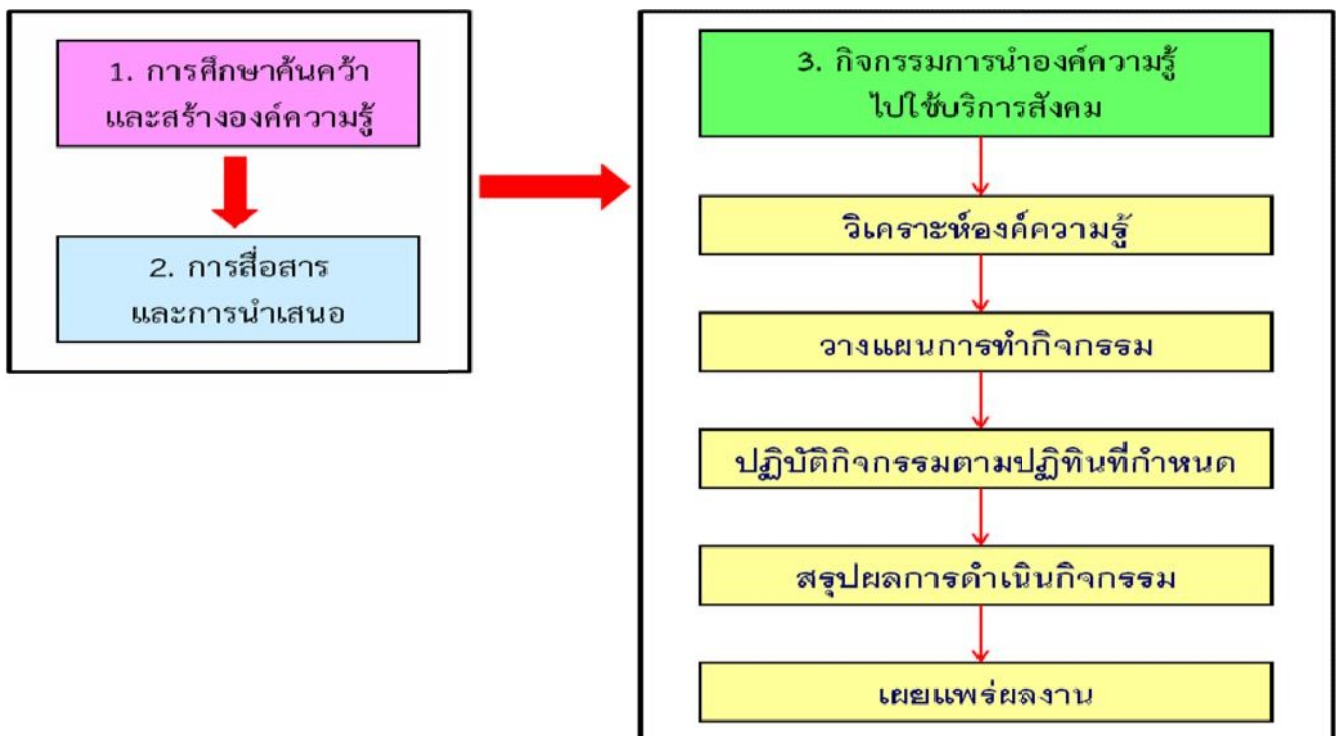 1. การศึกษาค้นคว้า
และสร้างองค์ความรู้
2. การสื่อสาร
และการนำเสนอ
3. กิจกรรมการนำองค์ความรู้
ไปใช้บริการสังคม
วิเคราะห์องค์ความรู้
วางแผนการทำกิจกรรม
ปฏิบัติกิจกรรมตามปฏิทินที่กำหนด
สรุปผลการดำเนินกิจกรรม
เผยแพร่ผลงาน